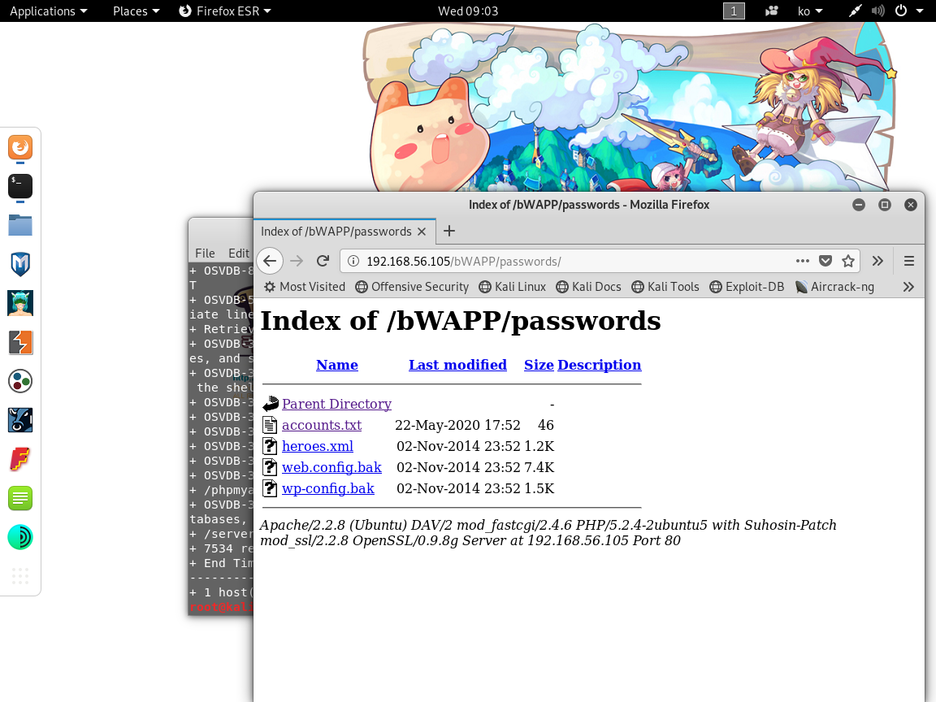 Applications Places Firefox ESR Wed 09:03 1 ko
Index of /bWAPP/passwords - Mozilla Firefox
Index of /bWAPP/passwords
File Edit
192.168.56.105/bWAPP/passwords/
Most Visited Offensive Security Kali Linux Kali Docs Kali Tools Exploit-DB Aircrack-ng
+ OSVDB-
T
+ OSVDB-
iate line
+ Retriev
+ OSVDB-3
es, and s
+ OSVDB-3
the shel
+ OSVDB-3
+ OSVDB-3
+ OSVDB-3
+ OSVDB-3
+ OSVDB-3
+ OSVDB-3
+ /phpmya
+ OSVDB-3
tabases,
+ /server
+ 7534 re
+ End Tim
---------
+ 1 host(
root@kal
Index of /bWAPP/passwords
Name Last modified Size Description
Parent Directory -
accounts.txt 22-May-2020 17:52 46
heroes.xml 02-Nov-2014 23:52 1.2K
web.config.bak 02-Nov-2014 23:52 7.4K
wp-config.bak 02-Nov-2014 23:52 1.5K
Apache/2.2.8 (Ubuntu) DAV/2 mod_fastcgi/2.4.6 PHP/5.2.4-2ubuntu5 with Suhosin-Patch
mod_ssl/2.2.8 OpenSSL/0.9.8g Server at 192.168.56.105 Port 80